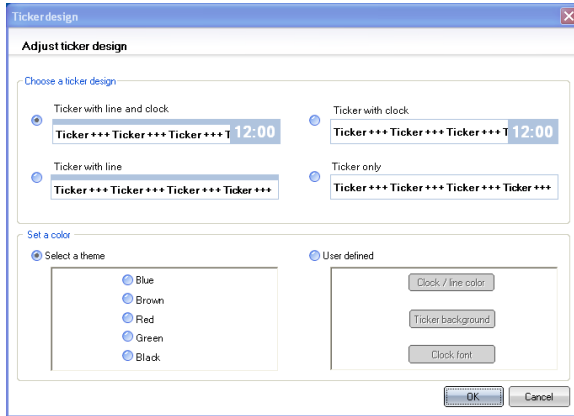 Ticker design
Adjust ticker design
Choose a ticker design
Ticker with line and clock
Ticker +++ Ticker +++ Ticker +++ T 12:00
Ticker with clock
Ticker +++ Ticker +++ Ticker +++ T 12:00
Ticker with line
Ticker +++ Ticker +++ Ticker +++ Ticker +++
Ticker only
Ticker +++ Ticker +++ Ticker +++ Ticker +++
Set a color
Select a theme
Blue
Brown
Red
Green
Black
User defined
Clock / line color
Ticker background
Clock font
OK Cancel